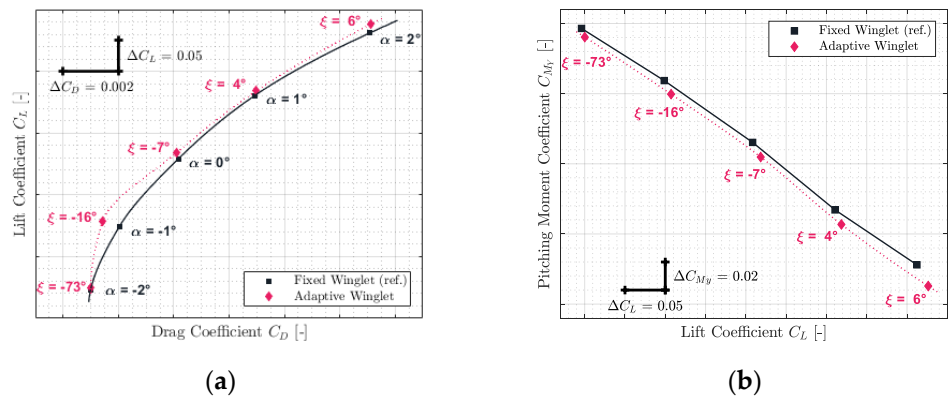 ξ = 6°
α = 2°
ΔC_L = 0.05
ΔC_D = 0.002
ξ = 4°
α = 1°
ξ = -7°
α = 0°
ξ = -16°
α = -1°
ξ = -73°
α = -2°
Fixed Winglet (ref.)
Adaptive Winglet
Lift Coefficient C_L [-]
Drag Coefficient C_D [-]
(a)
Fixed Winglet (ref.)
Adaptive Winglet
ξ = -73°
ξ = -16°
ξ = -7°
ξ = 4°
ξ = 6°
ΔC_My = 0.02
ΔC_L = 0.05
Pitching Moment Coefficient C_MY [-]
Lift Coefficient C_L [-]
(b)